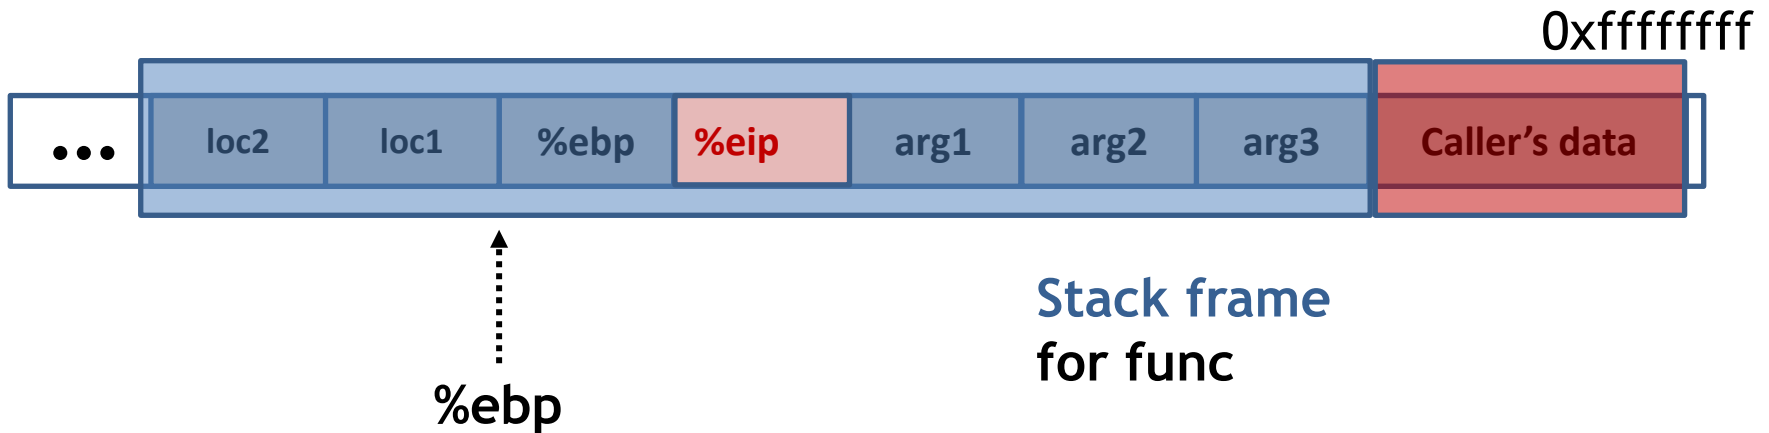 0xffffffff
... loc2 loc1 %ebp %eip arg1 arg2 arg3 Caller’s data
Stack frame
for func
%ebp